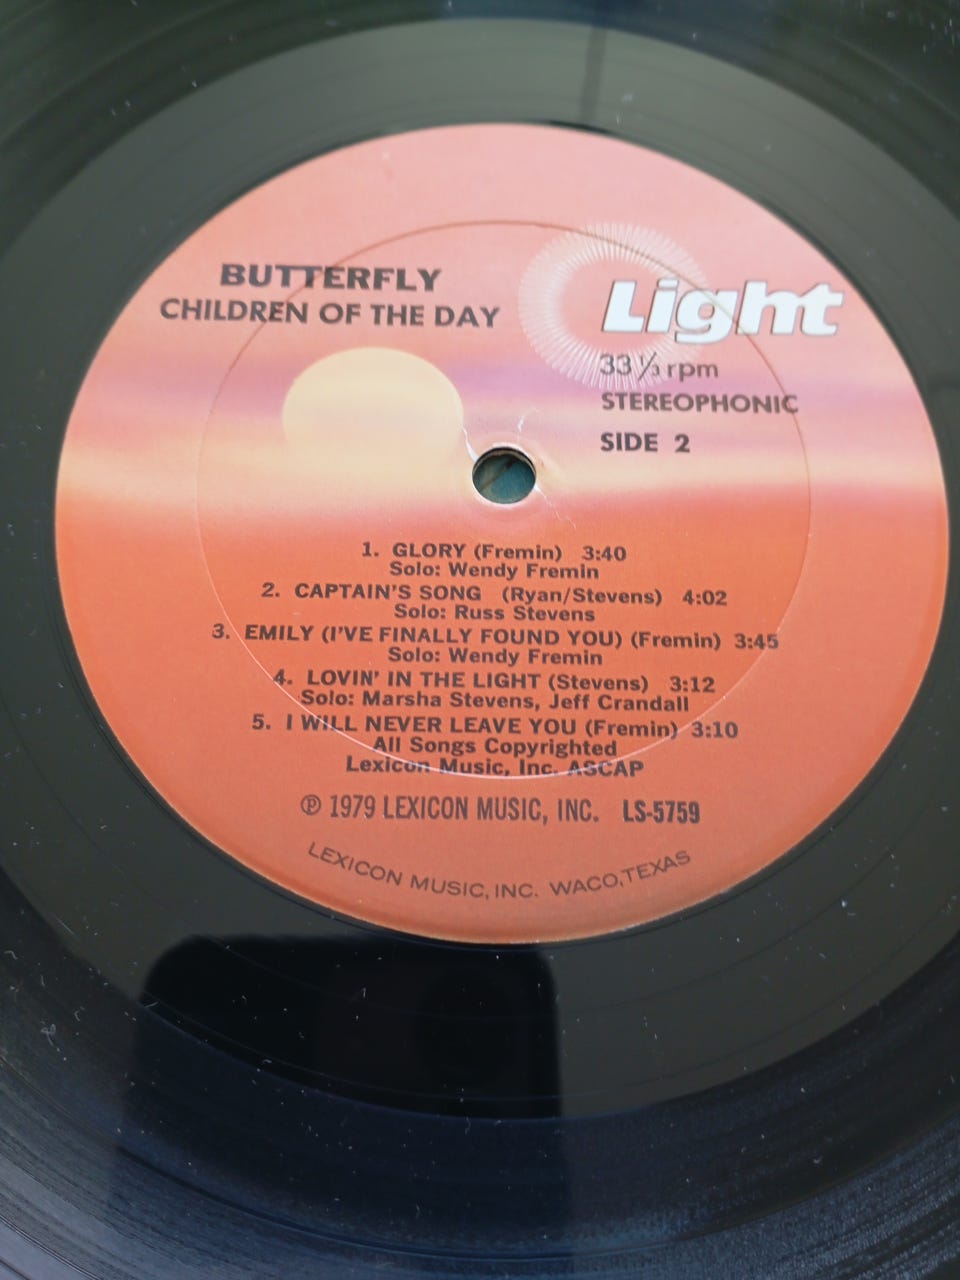 BUTTERFLY
CHILDREN OF THE DAY
Light
33 1/3 rpm
STEREOPHONIC
SIDE 2
1. GLORY (Fremin) 3:40
Solo: Wendy Fremin
2. CAPTAIN'S SONG (Ryan/Stevens) 4:02
Solo: Russ Stevens
3. EMILY (I'VE FINALLY FOUND YOU) (Fremin) 3:45
Solo: Wendy Fremin
4. LOVIN' IN THE LIGHT (Stevens) 3:12
Solo: Marsha Stevens, Jeff Crandall
5. I WILL NEVER LEAVE YOU (Fremin) 3:10
All Songs Copyrighted
Lexicon Music, Inc. ASCAP
℗ 1979 LEXICON MUSIC, INC. LS-5759
LEXICON MUSIC, INC. WACO, TEXAS